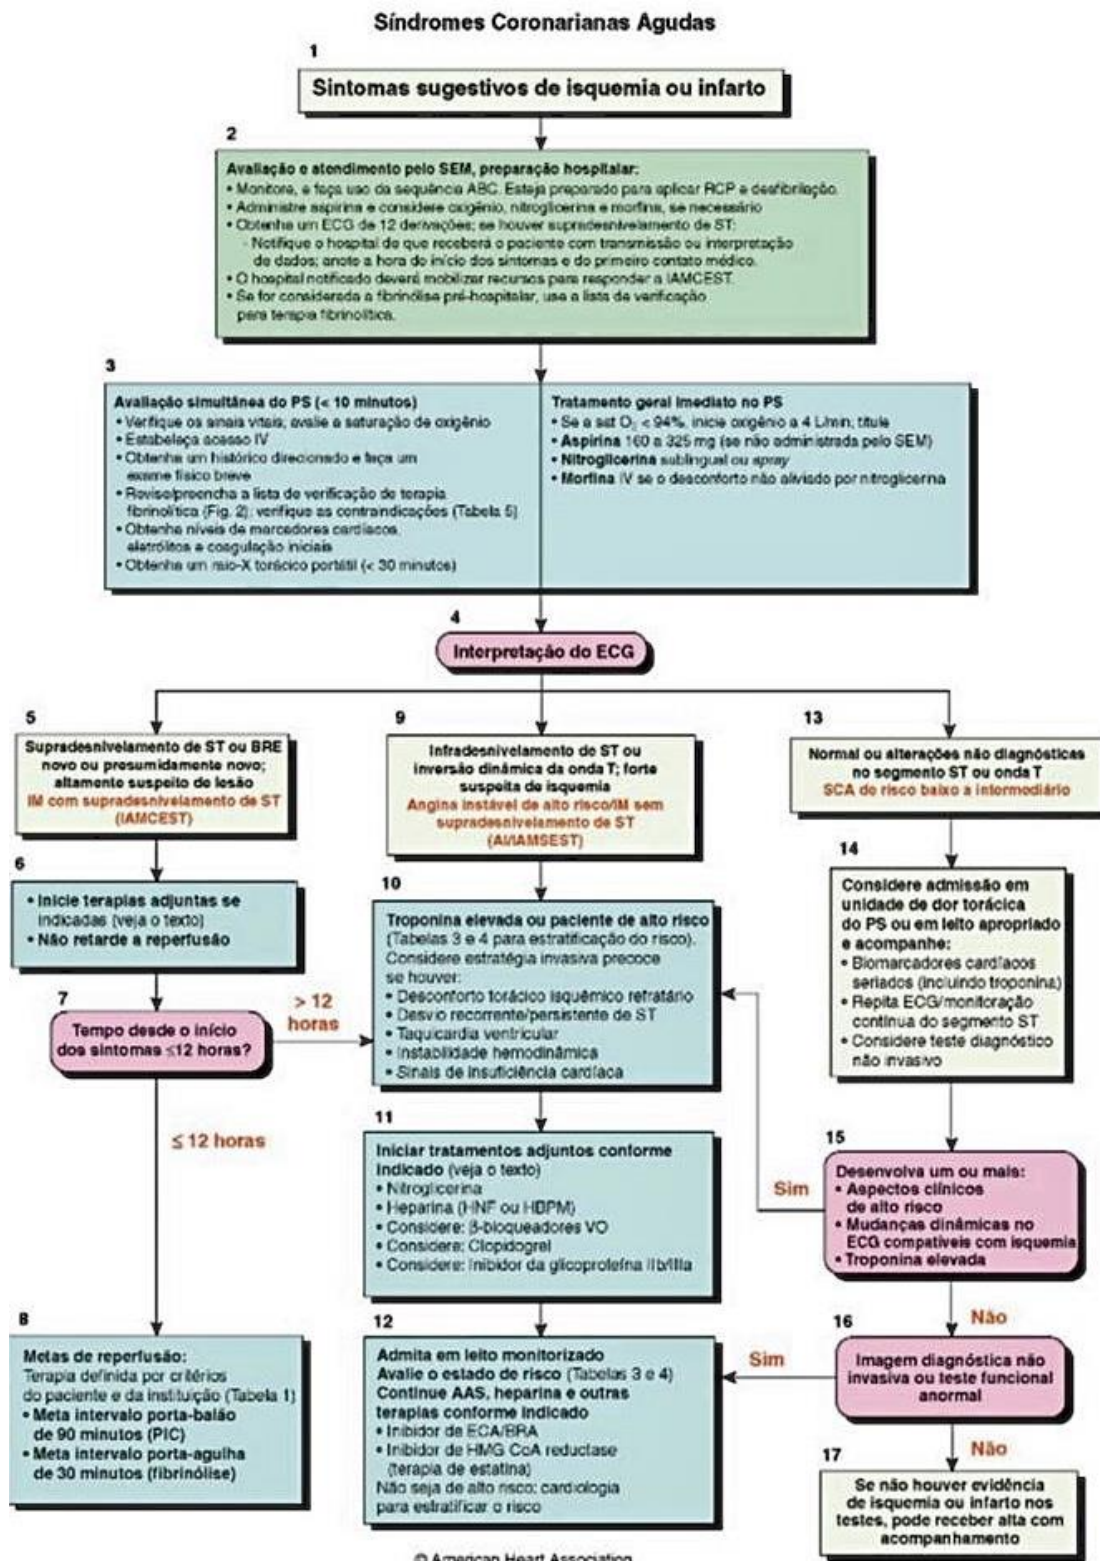 Síndromes Coronarianas Agudas
1
Sintomas sugestivos de isquemia ou infarto
2
Avaliação e atendimento pelo SEM, preparação hospitalar:
• Monitore, e faça uso da sequência ABC. Esteja preparado para aplicar RCP e desfibrilação.
• Administre aspirina e considere oxigênio, nitroglicerina e morfina, se necessário
• Obtenha um ECG de 12 derivações; se houver supradesnivelamento de ST:
- Notifique o hospital de que receberá o paciente com transmissão ou interpretação
de dados; anote a hora do início dos sintomas e do primeiro contato médico.
• O hospital notificado deverá mobilizar recursos para responder a IAMCEST.
• Se for considerada a fibrinólise pré-hospitalar, use a lista de verificação
para terapia fibrinolítica.
3
Avaliação simultânea do PS (< 10 minutos)
• Verifique os sinais vitais; avalie a saturação de oxigênio
• Estabeleça acesso IV
• Obtenha um histórico direcionado e faça um
exame físico breve
• Revise/preencha a lista de verificação de terapia
fibrinolítica (Fig. 2); verifique as contraindicações (Tabela 5)
• Obtenha níveis de marcadores cardíacos,
eletrólitos e coagulação iniciais
• Obtenha um raio-X torácico portátil (< 30 minutos)
Tratamento geral imediato no PS
• Se a sat O₂ < 94%, inicie oxigênio a 4 L/min, titule
• Aspirina 160 a 325 mg (se não administrada pelo SEM)
• Nitroglicerina sublingual ou spray
• Morfina IV se o desconforto não aliviado por nitroglicerina
4
Interpretação do ECG
5
Supradesnivelamento de ST ou BRE
novo ou presumidamente novo;
altamente suspeito de lesão
IM com supradesnivelamento de ST
(IAMCEST)
6
• Inicie terapias adjuntas se
indicadas (veja o texto)
• Não retarde a reperfusão
7
Tempo desde o início
dos sintomas ≤12 horas?
> 12
horas
≤ 12 horas
8
Metas de reperfusão:
Terapia definida por critérios
do paciente e da instituição (Tabela 1)
• Meta intervalo porta-balão
de 90 minutos (PIC)
• Meta intervalo porta-agulha
de 30 minutos (fibrinólise)
9
Infradesnivelamento de ST ou
inversão dinâmica da onda T; forte
suspeita de isquemia
Angina instável de alto risco/IM sem
supradesnivelamento de ST
(AI/IAMSEST)
10
Troponina elevada ou paciente de alto risco
(Tabelas 3 e 4 para estratificação do risco).
Considere estratégia invasiva precoce
se houver:
• Desconforto torácico isquêmico refratário
• Desvio recorrente/persistente de ST
• Taquicardia ventricular
• Instabilidade hemodinâmica
• Sinais de insuficiência cardíaca
11
Iniciar tratamentos adjuntos conforme
indicado (veja o texto)
• Nitroglicerina
• Heparina (HNF ou HBPM)
• Considere: β-bloqueadores VO
• Considere: Clopidogrel
• Considere: Inibidor da glicoproteína IIb/IIIa
12
Admita em leito monitorizado
Avalie o estado de risco (Tabelas 3 e 4)
Continue AAS, heparina e outras
terapias conforme indicado
• Inibidor de ECA/BRA
• Inibidor de HMG CoA reductase
(terapia de estatina)
Não seja de alto risco: cardiologia
para estratificar o risco
13
Normal ou alterações não diagnósticas
no segmento ST ou onda T
SCA de risco baixo a intermediário
14
Considere admissão em
unidade de dor torácica
do PS ou em leito apropriado
e acompanhe:
• Biomarcadores cardíacos
seriados (incluindo troponina)
• Repita ECG/monitoração
contínua do segmento ST
• Considere teste diagnóstico
não invasivo
15
Desenvolva um ou mais:
• Aspectos clínicos
de alto risco
• Mudanças dinâmicas no
ECG compatíveis com isquemia
• Troponina elevada
Sim
Não
16
Imagem diagnóstica não
invasiva ou teste funcional
anormal
Sim
Não
17
Se não houver evidência
de isquemia ou infarto nos
testes, pode receber alta com
acompanhamento
© American Heart Association